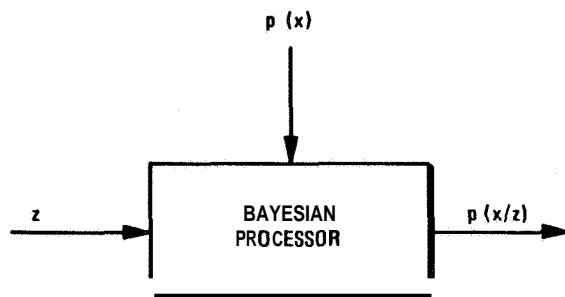 p (x)
z
BAYESIAN
PROCESSOR
p (x/z)